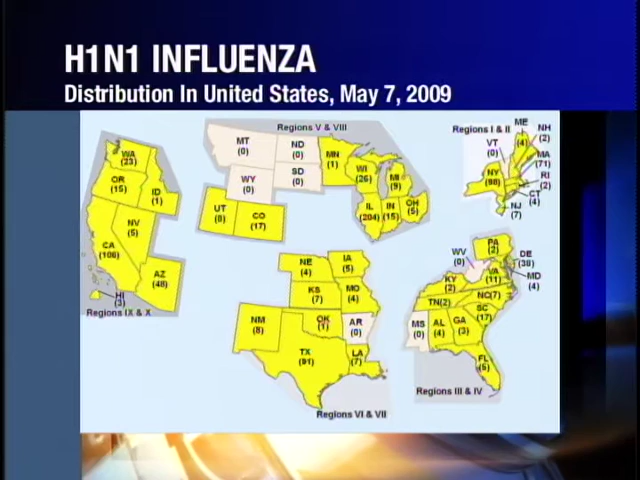 H1N1 INFLUENZA
Distribution In United States, May 7, 2009
Regions V & VIII
Regions I & II
ME
(4)
NH
(2)
VT
(0)
MA
(71)
RI
(2)
CT
(4)
NY
(98)
NJ
(7)
WA
(23)
OR
(15)
ID
(1)
NV
(5)
CA
(106)
AZ
(48)
HI
(3)
Regions IX & X
MT
(0)
ND
(0)
SD
(0)
MN
(1)
WY
(0)
UT
(8)
CO
(17)
WI
(26)
MI
(9)
IL
(204)
IN
(15)
OH
(5)
NE
(4)
IA
(5)
KS
(7)
MO
(4)
NM
(8)
OK
(1)
AR
(0)
TX
(91)
LA
(7)
Regions VI & VII
WV
(0)
PA
(2)
DE
(38)
MD
(4)
VA
(11)
KY
(2)
NC(7)
TN(2)
SC
(17)
MS
(0)
AL
(4)
GA
(3)
FL
(5)
Regions III & IV